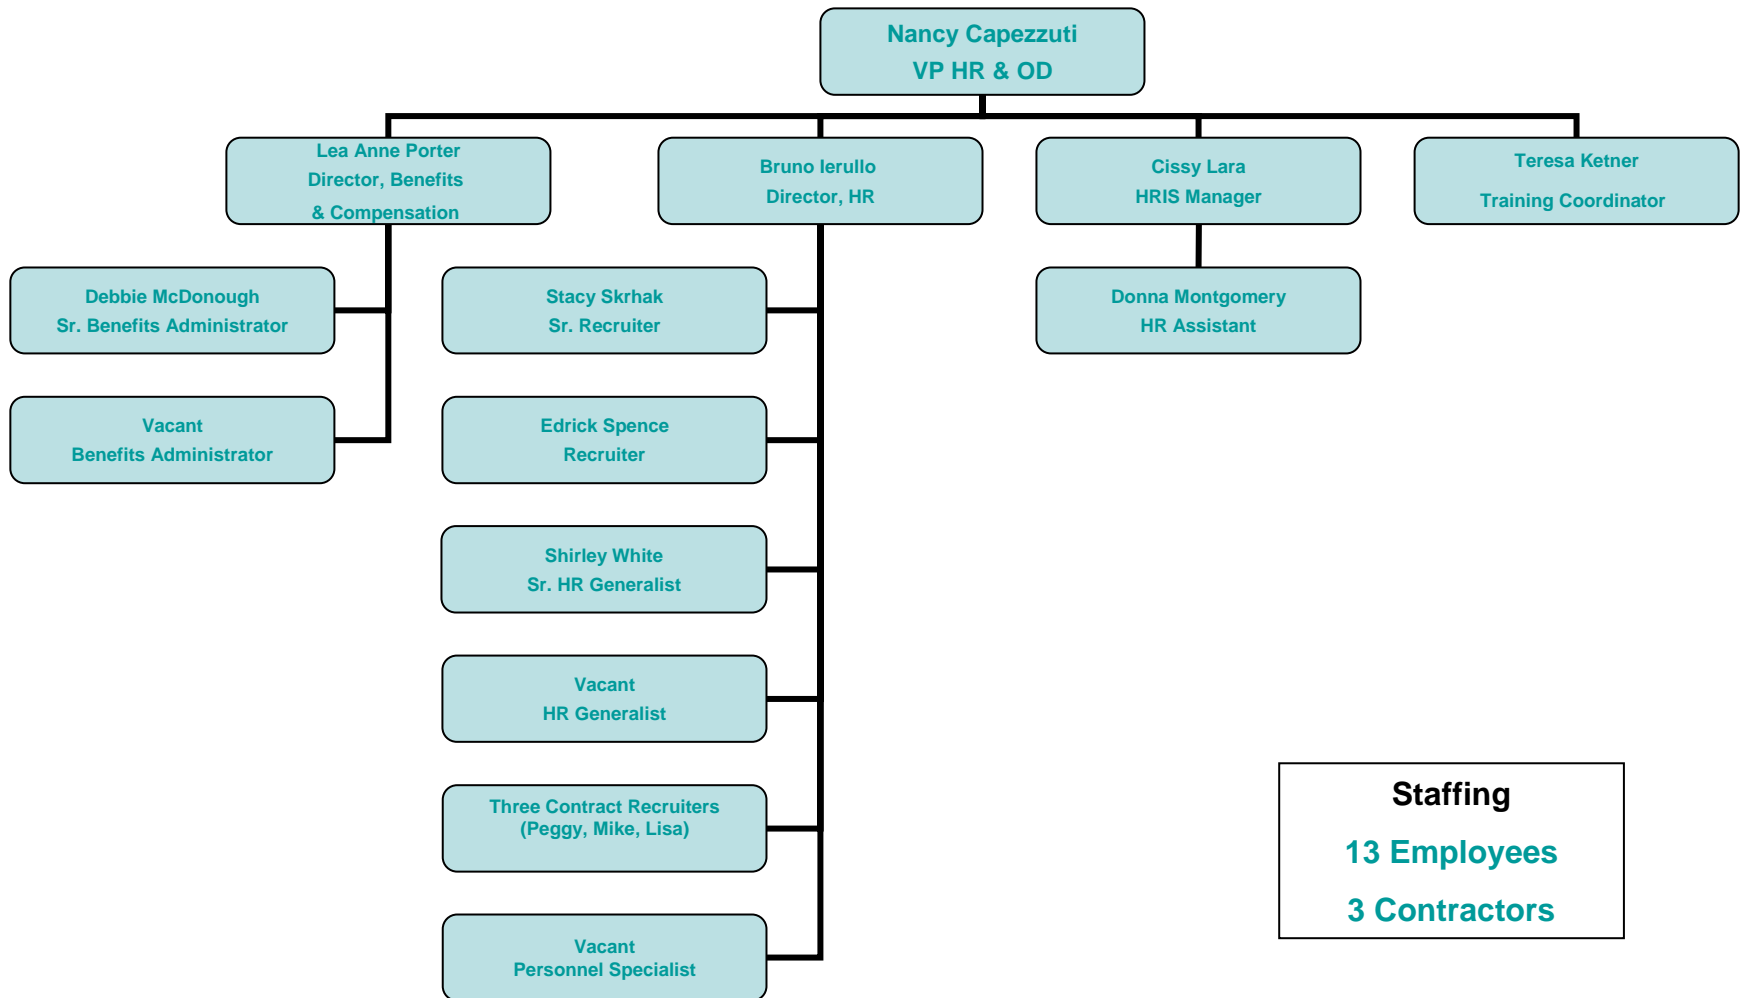 Nancy Capezzuti
VP HR & OD
Lea Anne Porter
Director, Benefits
& Compensation
Bruno Ierullo
Director, HR
Cissy Lara
HRIS Manager
Teresa Ketner
Training Coordinator
Debbie McDonough
Sr. Benefits Administrator
Stacy Skrhak
Sr. Recruiter
Donna Montgomery
HR Assistant
Vacant
Benefits Administrator
Edrick Spence
Recruiter
Shirley White
Sr. HR Generalist
Vacant
HR Generalist
Three Contract Recruiters
(Peggy, Mike, Lisa)
Vacant
Personnel Specialist
Staffing
13 Employees
3 Contractors